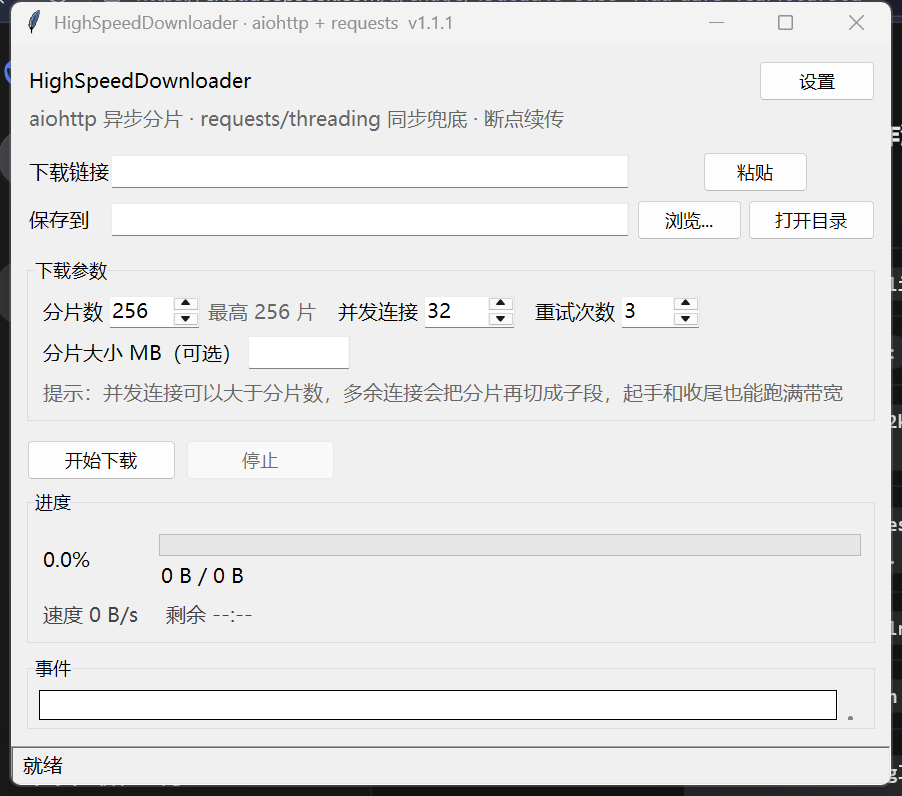 HighSpeedDownloader · aiohttp + requests v1.1.1
HighSpeedDownloader
设置
aiohttp 异步分片 · requests/threading 同步兜底 · 断点续传
下载链接
粘贴
保存到
浏览...
打开目录
下载参数
分片数 256 最高 256 片 并发连接 32 重试次数 3
分片大小 MB（可选）
提示：并发连接可以大于分片数，多余连接会把分片再切成子段，起手和收尾也能跑满带宽
开始下载
停止
进度
0.0%
0 B / 0 B
速度 0 B/s 剩余 --:--
事件
就绪